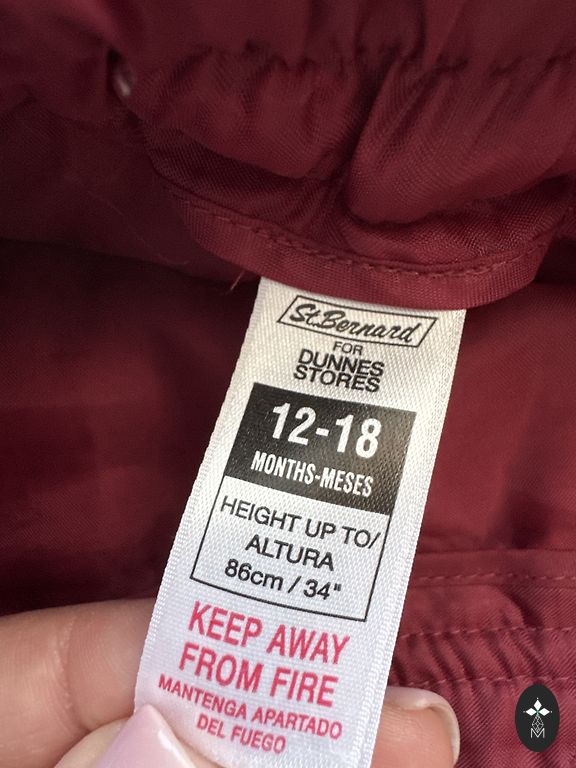 St.Bernard
FOR
DUNNES
STORES
12-18
MONTHS-MESES
HEIGHT UP TO/
ALTURA
86cm / 34"
KEEP AWAY
FROM FIRE
MANTENGA APARTADO
DEL FUEGO
M